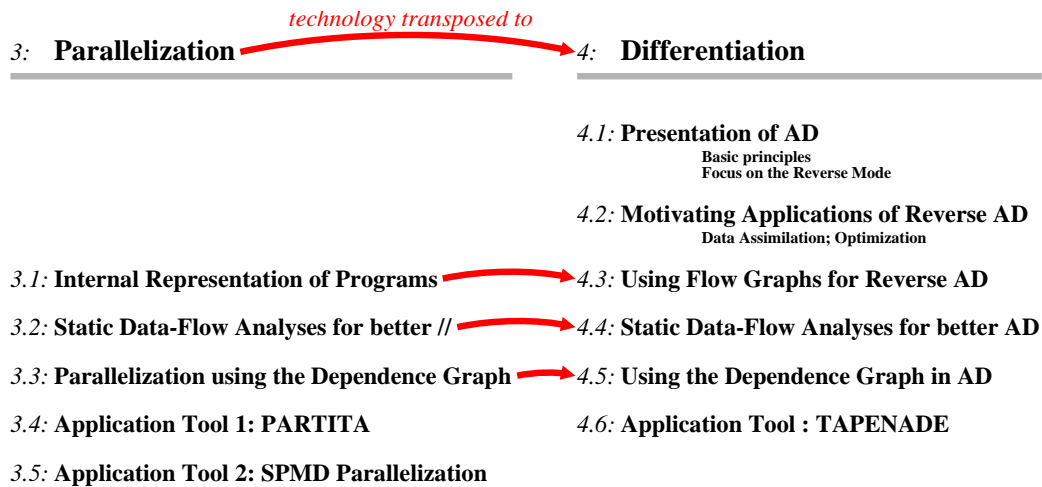 technology transposed to
3: Parallelization
4: Differentiation
4.1: Presentation of AD
Basic principles
Focus on the Reverse Mode
4.2: Motivating Applications of Reverse AD
Data Assimilation; Optimization
3.1: Internal Representation of Programs
4.3: Using Flow Graphs for Reverse AD
3.2: Static Data-Flow Analyses for better //
4.4: Static Data-Flow Analyses for better AD
3.3: Parallelization using the Dependence Graph
4.5: Using the Dependence Graph in AD
3.4: Application Tool 1: PARTITA
4.6: Application Tool : TAPENADE
3.5: Application Tool 2: SPMD Parallelization